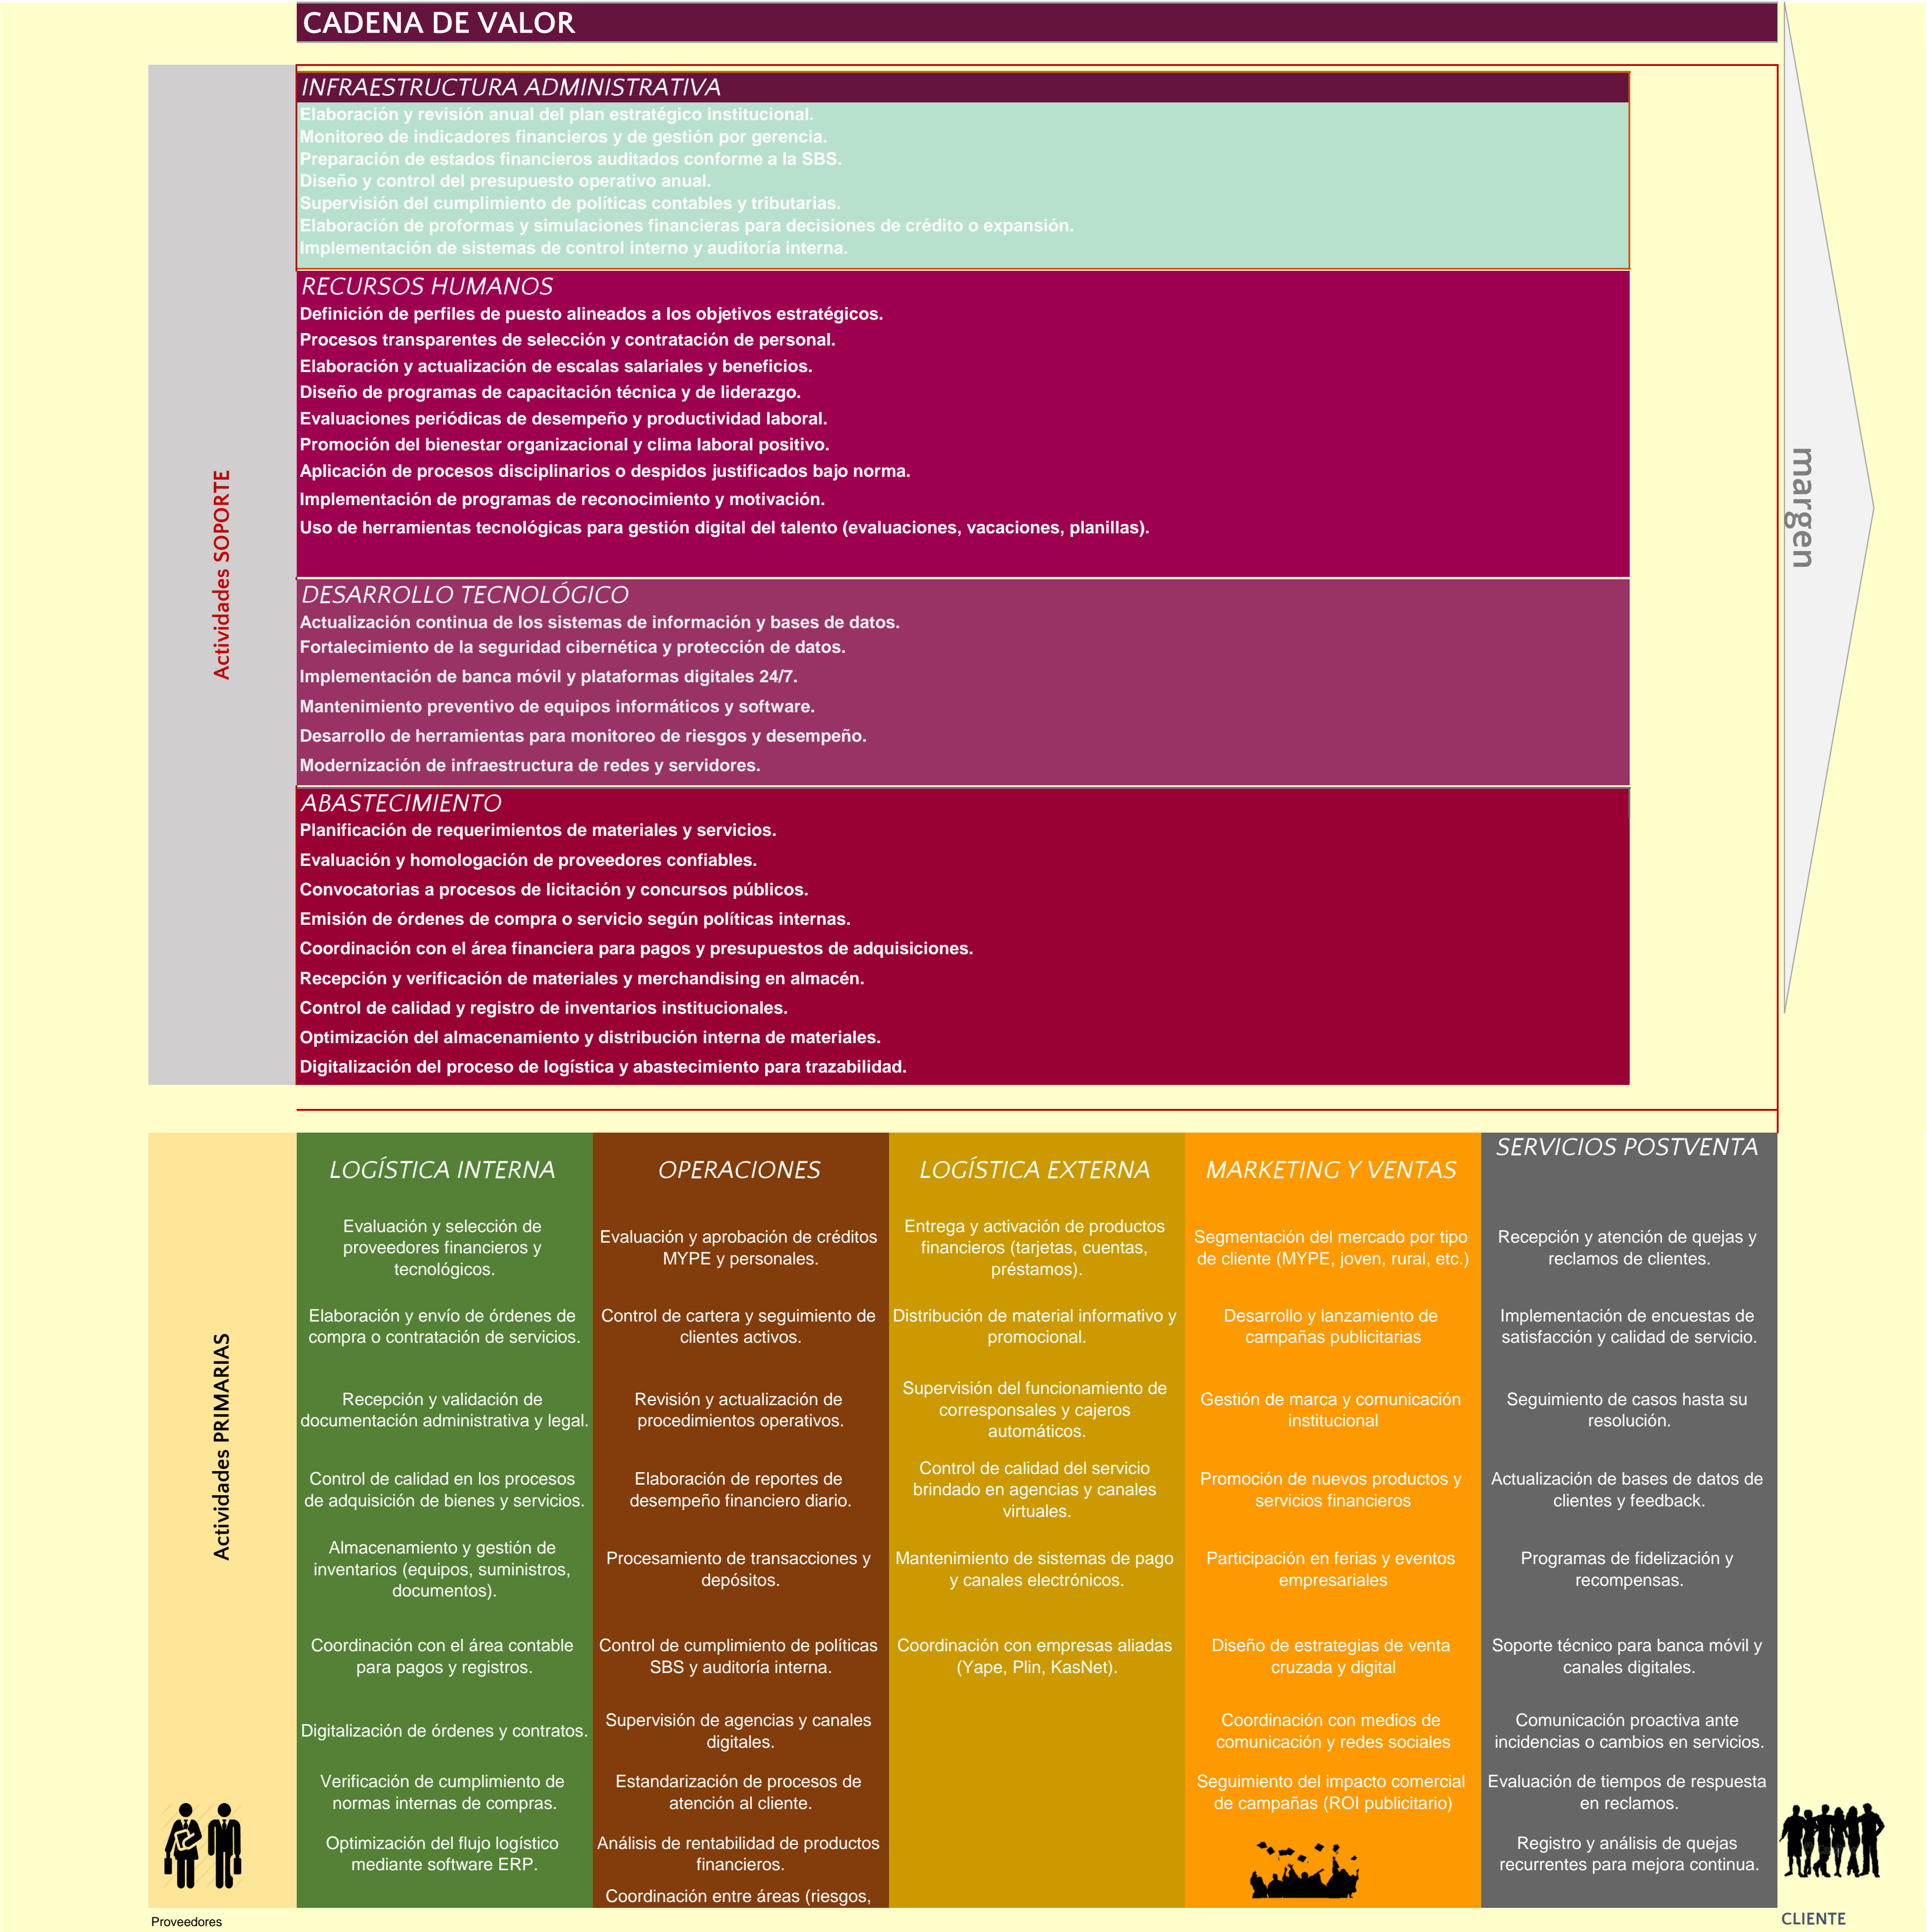 CADENA DE VALOR
INFRAESTRUCTURA ADMINISTRATIVA
Elaboración y revisión anual del plan estratégico institucional.
Monitoreo de indicadores financieros y de gestión por gerencia.
Preparación de estados financieros auditados conforme a la SBS.
Diseño y control del presupuesto operativo anual.
Supervisión del cumplimiento de políticas contables y tributarias.
Elaboración de proformas y simulaciones financieras para decisiones de crédito o expansión.
Implementación de sistemas de control interno y auditoría interna.
RECURSOS HUMANOS
Definición de perfiles de puesto alineados a los objetivos estratégicos.
Procesos transparentes de selección y contratación de personal.
Elaboración y actualización de escalas salariales y beneficios.
Diseño de programas de capacitación técnica y de liderazgo.
Evaluaciones periódicas de desempeño y productividad laboral.
Promoción del bienestar organizacional y clima laboral positivo.
Aplicación de procesos disciplinarios o despidos justificados bajo norma.
Implementación de programas de reconocimiento y motivación.
Uso de herramientas tecnológicas para gestión digital del talento (evaluaciones, vacaciones, planillas).
Actividades SOPORTE
margen
DESARROLLO TECNOLÓGICO
Actualización continua de los sistemas de información y bases de datos.
Fortalecimiento de la seguridad cibernética y protección de datos.
Implementación de banca móvil y plataformas digitales 24/7.
Mantenimiento preventivo de equipos informáticos y software.
Desarrollo de herramientas para monitoreo de riesgos y desempeño.
Modernización de infraestructura de redes y servidores.
ABASTECIMIENTO
Planificación de requerimientos de materiales y servicios.
Evaluación y homologación de proveedores confiables.
Convocatorias a procesos de licitación y concursos públicos.
Emisión de órdenes de compra o servicio según políticas internas.
Coordinación con el área financiera para pagos y presupuestos de adquisiciones.
Recepción y verificación de materiales y merchandising en almacén.
Control de calidad y registro de inventarios institucionales.
Optimización del almacenamiento y distribución interna de materiales.
Digitalización del proceso de logística y abastecimiento para trazabilidad.
Actividades PRIMARIAS
LOGÍSTICA INTERNA
Evaluación y selección de
proveedores financieros y
tecnológicos.
Elaboración y envío de órdenes de
compra o contratación de servicios.
Recepción y validación de
documentación administrativa y legal.
Control de calidad en los procesos
de adquisición de bienes y servicios.
Almacenamiento y gestión de
inventarios (equipos, suministros,
documentos).
Coordinación con el área contable
para pagos y registros.
Digitalización de órdenes y contratos.
Verificación de cumplimiento de
normas internas de compras.
Optimización del flujo logístico
mediante software ERP.
OPERACIONES
Evaluación y aprobación de créditos
MYPE y personales.
Control de cartera y seguimiento de
clientes activos.
Revisión y actualización de
procedimientos operativos.
Elaboración de reportes de
desempeño financiero diario.
Procesamiento de transacciones y
depósitos.
Control de cumplimiento de políticas
SBS y auditoría interna.
Supervisión de agencias y canales
digitales.
Estandarización de procesos de
atención al cliente.
Análisis de rentabilidad de productos
financieros.
Coordinación entre áreas (riesgos,
LOGÍSTICA EXTERNA
Entrega y activación de productos
financieros (tarjetas, cuentas,
préstamos).
Distribución de material informativo y
promocional.
Supervisión del funcionamiento de
corresponsales y cajeros
automáticos.
Control de calidad del servicio
brindado en agencias y canales
virtuales.
Mantenimiento de sistemas de pago
y canales electrónicos.
Coordinación con empresas aliadas
(Yape, Plin, KasNet).
MARKETING Y VENTAS
Segmentación del mercado por tipo
de cliente (MYPE, joven, rural, etc.)
Desarrollo y lanzamiento de
campañas publicitarias
Gestión de marca y comunicación
institucional
Promoción de nuevos productos y
servicios financieros
Participación en ferias y eventos
empresariales
Diseño de estrategias de venta
cruzada y digital
Coordinación con medios de
comunicación y redes sociales
Seguimiento del impacto comercial
de campañas (ROI publicitario)
SERVICIOS POSTVENTA
Recepción y atención de quejas y
reclamos de clientes.
Implementación de encuestas de
satisfacción y calidad de servicio.
Seguimiento de casos hasta su
resolución.
Actualización de bases de datos de
clientes y feedback.
Programas de fidelización y
recompensas.
Soporte técnico para banca móvil y
canales digitales.
Comunicación proactiva ante
incidencias o cambios en servicios.
Evaluación de tiempos de respuesta
en reclamos.
Registro y análisis de quejas
recurrentes para mejora continua.
Proveedores
CLIENTE